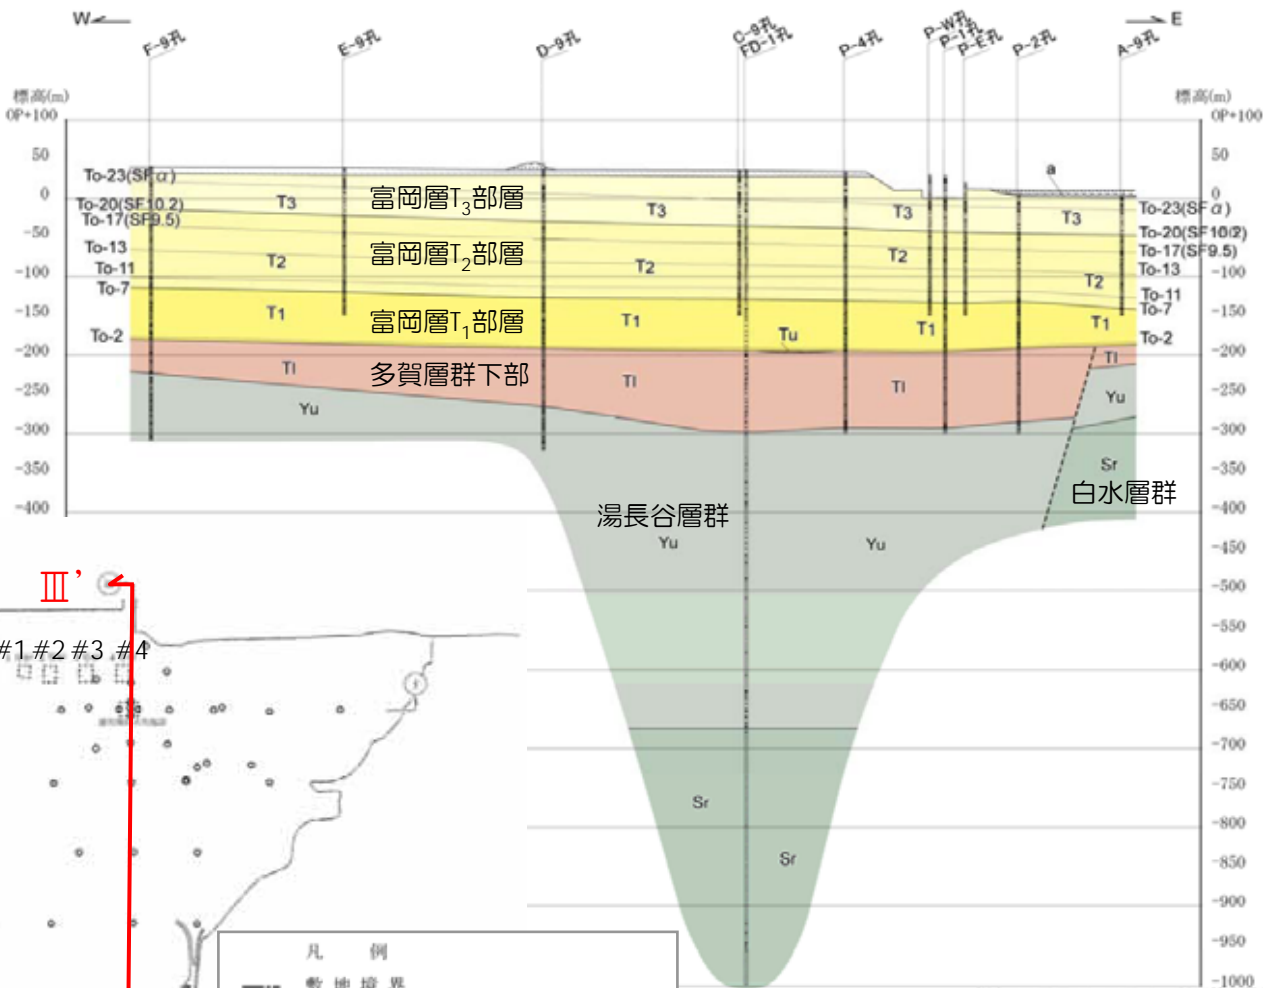 W E
F-9孔 E-9孔 D-9孔 C-9孔 FD-1孔 P-4孔 P-W孔 P-1孔 P-E孔 P-2孔 A-9孔
標高(m) 標高(m)
OP+100 OP+100
50 50
a
To-23(SFα) 0 0
To-23(SFα)
T3 富岡層T3部層 T3 T3 T3
To-20(SF10.2) To-20(SF10.2)
To-17(SF9.5) -50 -50
To-17(SF9.5)
To-13 T2 富岡層T2部層 T2 T2 T2 To-13
To-11 -100 -100
To-7 To-11
-150 To-7 -150
T1 富岡層T1部層 T1 T1 T1
To-2 Tu To-2
-200 -200
Tl 多賀層群下部 Tl Tl Tl
-250 Yu Yu -250
-300 -300
-350 Sr -350
白水層群
-400 -400
湯長谷層群
Yu Yu -450
-500
-550
III’
#1 #2 #3 #4
-600
-650
-700
-750
Sr
-800
Sr -850
-900
凡 例 -950
敷地境界 -1000